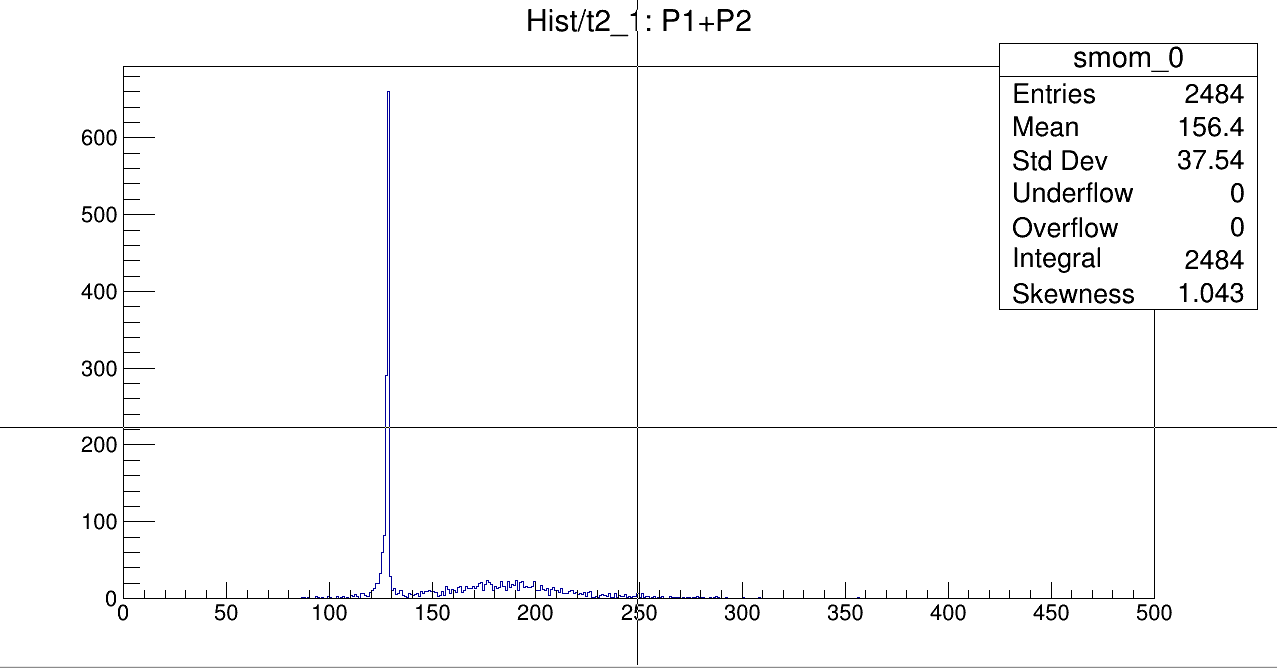 Hist/t2_1: P1+P2
smom_0
Entries 2484
Mean 156.4
Std Dev 37.54
Underflow 0
Overflow 0
Integral 2484
Skewness 1.043
600
500
400
300
200
100
0
0 50 100 150 200 250 300 350 400 450 500